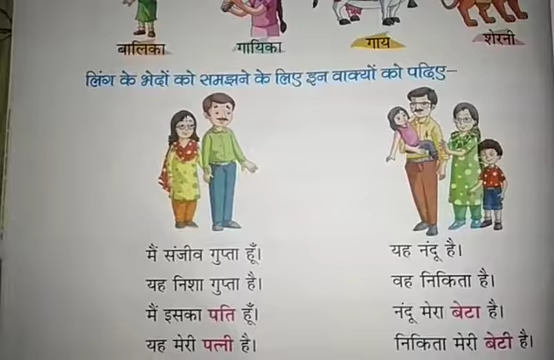 बालिका
गायिका
गाय
शेरनी
लिंग के भेदों को समझने के लिए इन वाक्यों को पढ़िए–
मैं संजीव गुप्ता हूँ।
यह निशा गुप्ता है।
मैं इसका पति हूँ।
यह मेरी पत्नी है।
यह नंदू है।
वह निकिता है।
नंदू मेरा बेटा है।
निकिता मेरी बेटी है।